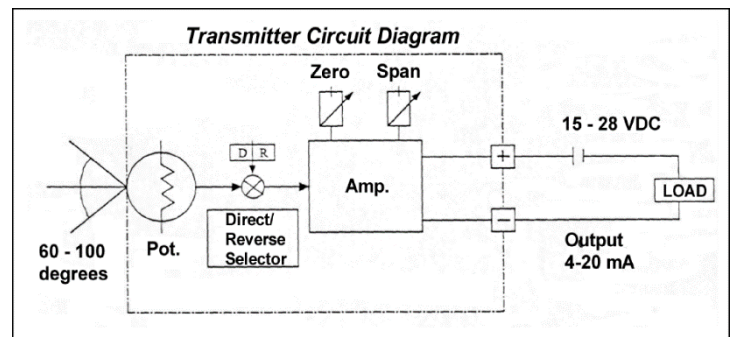 Transmitter Circuit Diagram
Zero Span
15 - 28 VDC
D R
+
Amp.
LOAD
-
Direct/
Reverse
Selector
Pot.
60 - 100
degrees
Output
4-20 mA